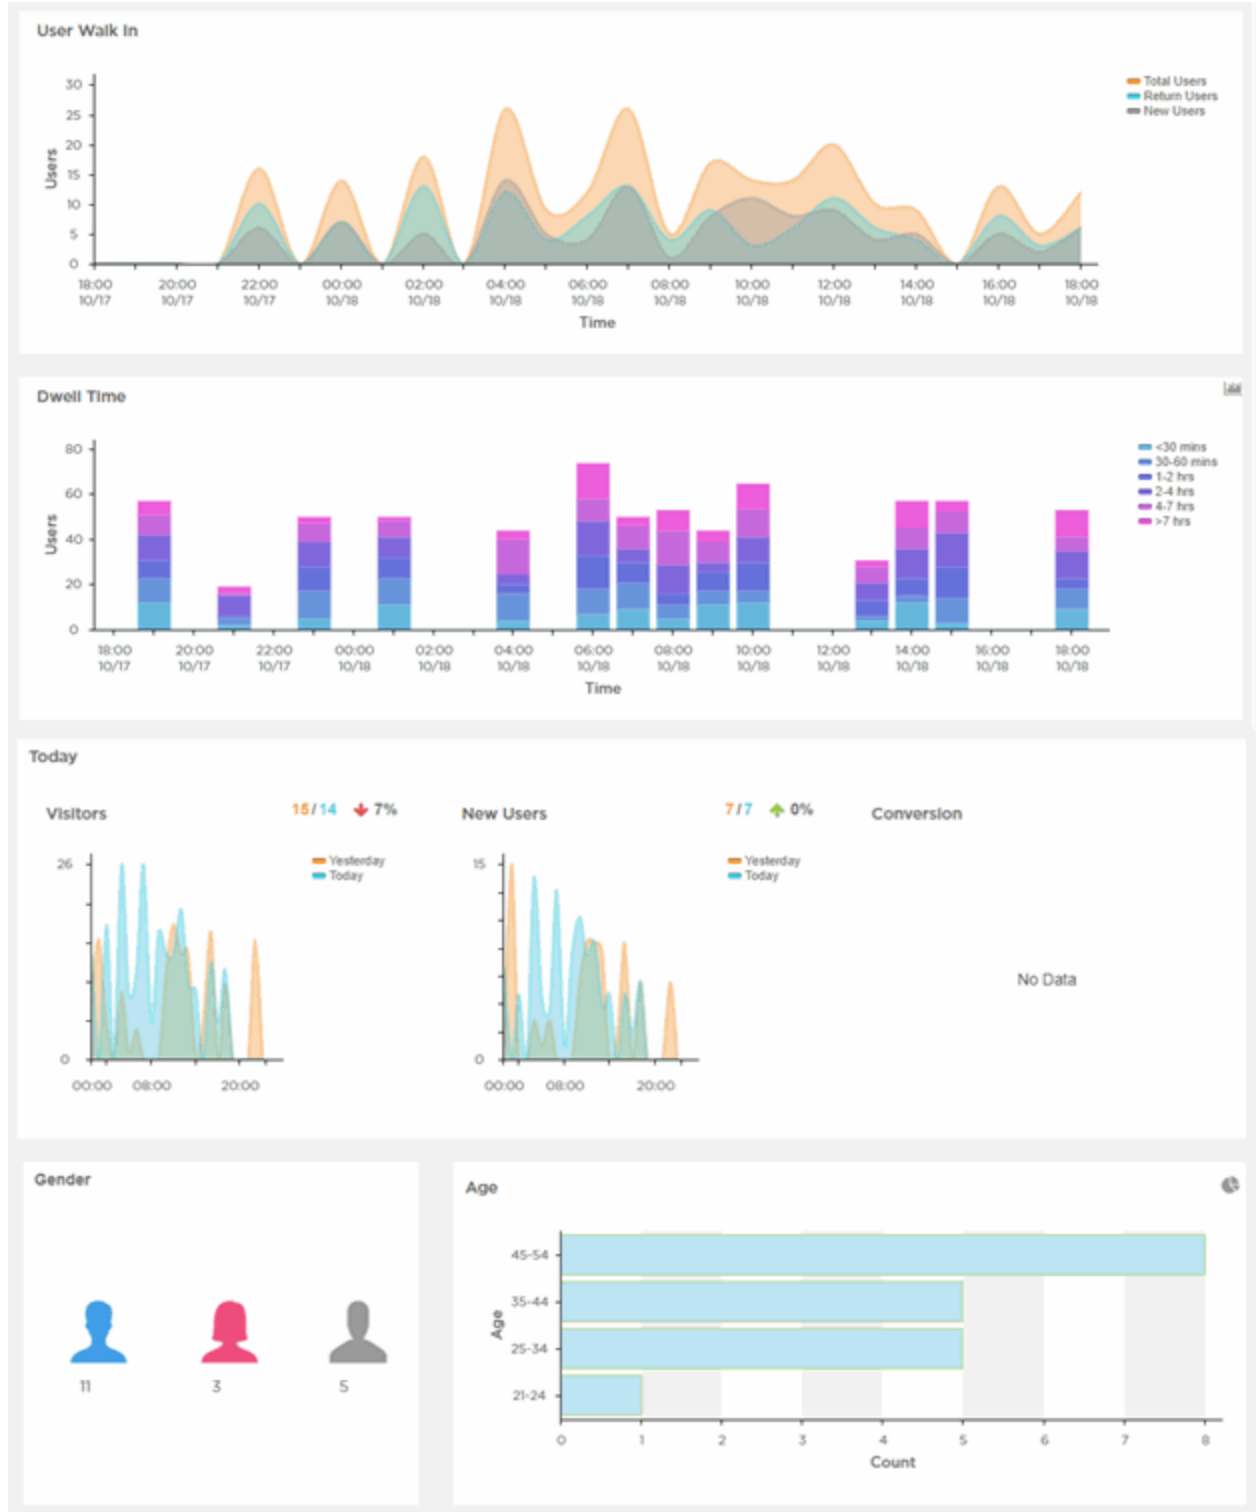 User Walk In
30
25
20
15
10
5
0
Users
Total Users
Return Users
New Users
18:00 20:00 22:00 00:00 02:00 04:00 06:00 08:00 10:00 12:00 14:00 16:00 18:00
10/17 10/17 10/17 10/18 10/18 10/18 10/18 10/18 10/18 10/18 10/18 10/18 10/18
Time
Dwell Time
80
60
40
20
0
Users
<30 mins
30-60 mins
1-2 hrs
2-4 hrs
4-7 hrs
>7 hrs
18:00 20:00 22:00 00:00 02:00 04:00 06:00 08:00 10:00 12:00 14:00 16:00 18:00
10/17 10/17 10/17 10/18 10/18 10/18 10/18 10/18 10/18 10/18 10/18 10/18 10/18
Time
Today
Visitors 15/14 7%
26
0
Yesterday
Today
00:00 08:00 20:00
New Users 7/7 0%
15
0
Yesterday
Today
00:00 08:00 20:00
Conversion
No Data
Gender
11 3 5
Age
45-54
35-44
25-34
21-24
Age
0 1 2 3 4 5 6 7 8
Count